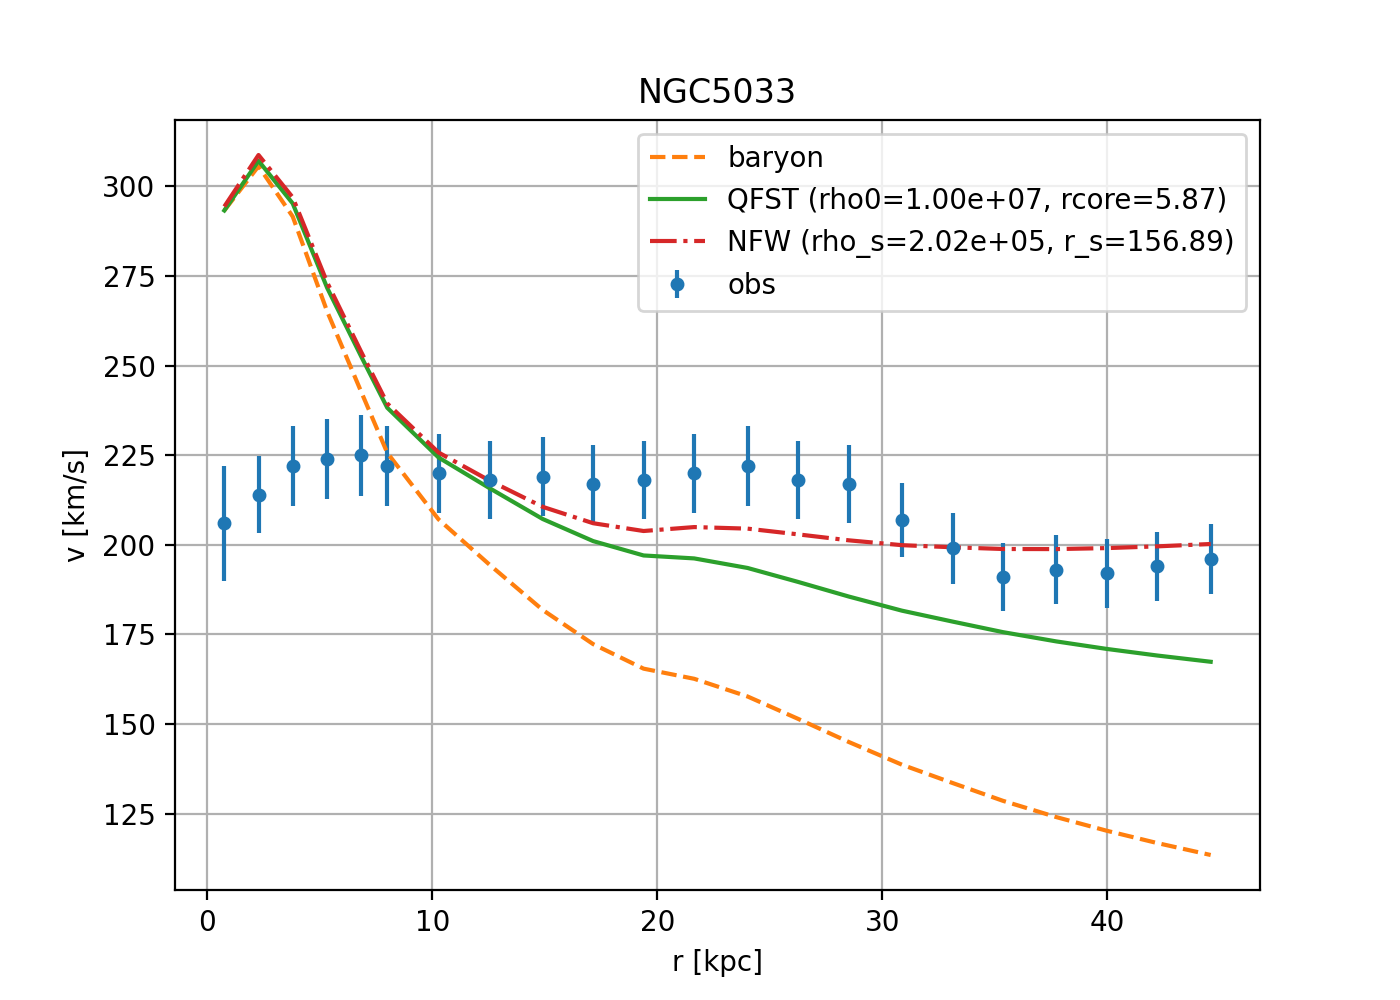 NGC5033
baryon
QFST (rho0=1.00e+07, rcore=5.87)
NFW (rho_s=2.02e+05, r_s=156.89)
obs
v [km/s]
300
275
250
225
200
175
150
125
0 10 20 30 40
r [kpc]